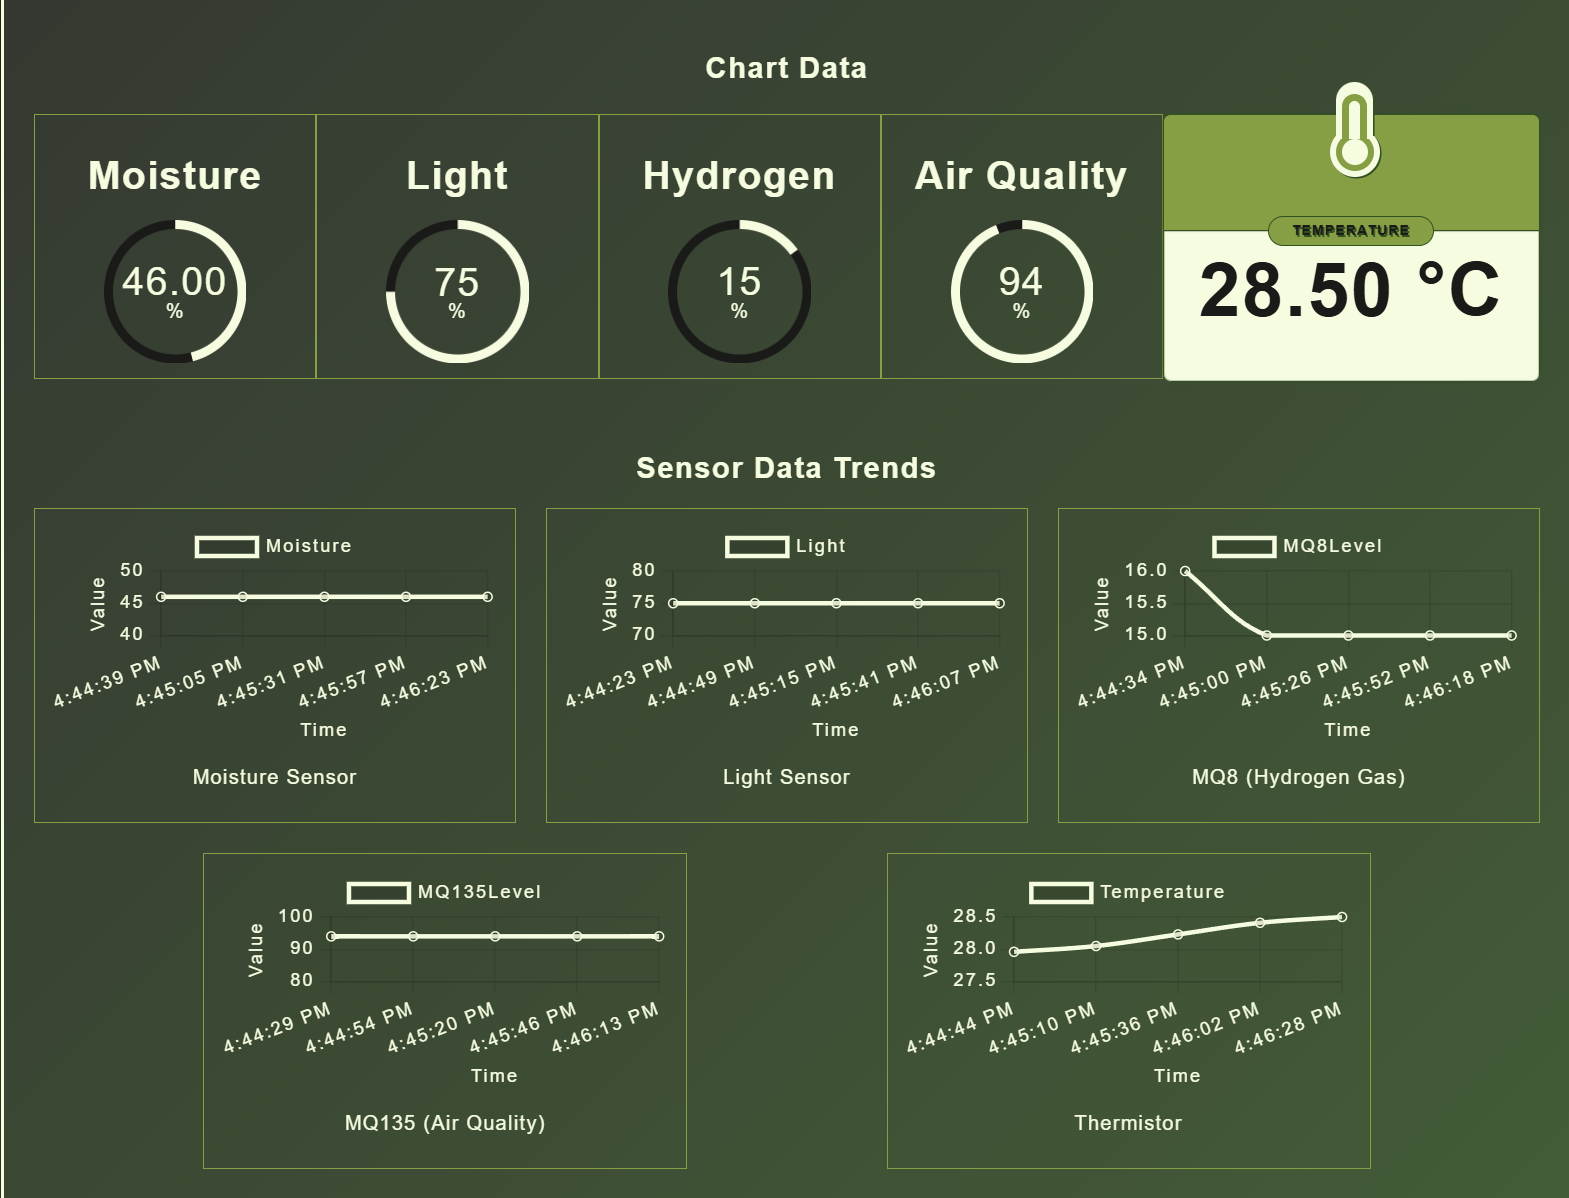 Chart Data
Moisture
46.00
%
Light
75
%
Hydrogen
15
%
Air Quality
94
%
TEMPERATURE
28.50 °C
Sensor Data Trends
Moisture
Value
50
45
40
4:44:39 PM
4:45:05 PM
4:45:31 PM
4:45:57 PM
4:46:23 PM
Time
Moisture Sensor
Light
Value
80
75
70
4:44:23 PM
4:44:49 PM
4:45:15 PM
4:45:41 PM
4:46:07 PM
Time
Light Sensor
MQ8Level
Value
16.0
15.5
15.0
4:44:34 PM
4:45:00 PM
4:45:26 PM
4:45:52 PM
4:46:18 PM
Time
MQ8 (Hydrogen Gas)
MQ135Level
Value
100
90
80
4:44:29 PM
4:44:54 PM
4:45:20 PM
4:45:46 PM
4:46:13 PM
Time
MQ135 (Air Quality)
Temperature
Value
28.5
28.0
27.5
4:44:44 PM
4:45:10 PM
4:45:36 PM
4:46:02 PM
4:46:28 PM
Time
Thermistor